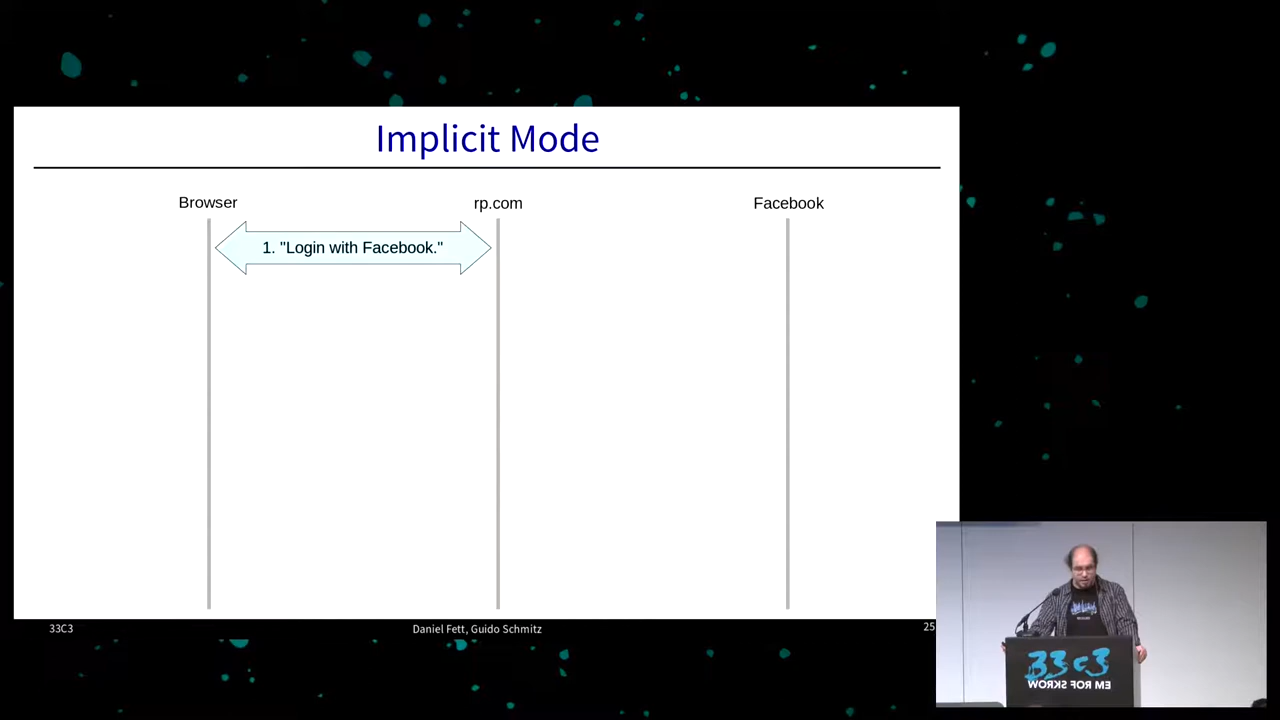 Implicit Mode
Browser
rp.com
Facebook
1. "Login with Facebook."
33C3
Daniel Fett, Guido Schmitz
25
33c3
WORKS FOR ME